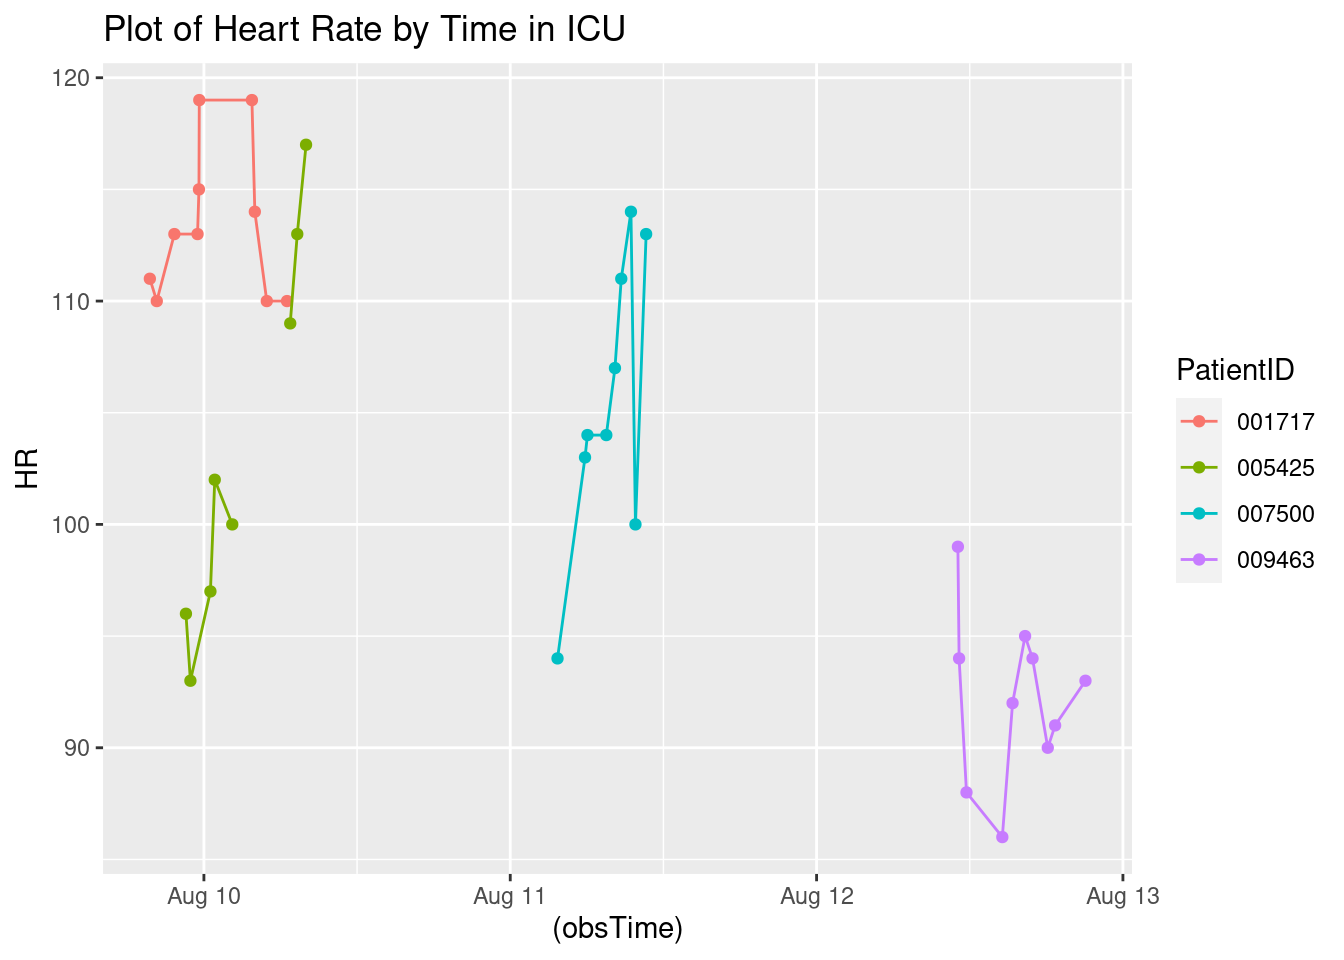 Plot of Heart Rate by Time in ICU
120
110
100
90
HR
Aug 10 Aug 11 Aug 12 Aug 13
(obsTime)
PatientID
001717
005425
007500
009463